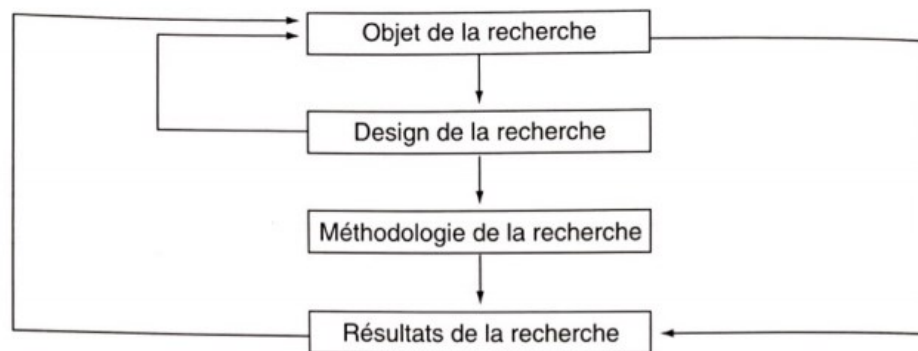 Objet de la recherche
Design de la recherche
Méthodologie de la recherche
Résultats de la recherche